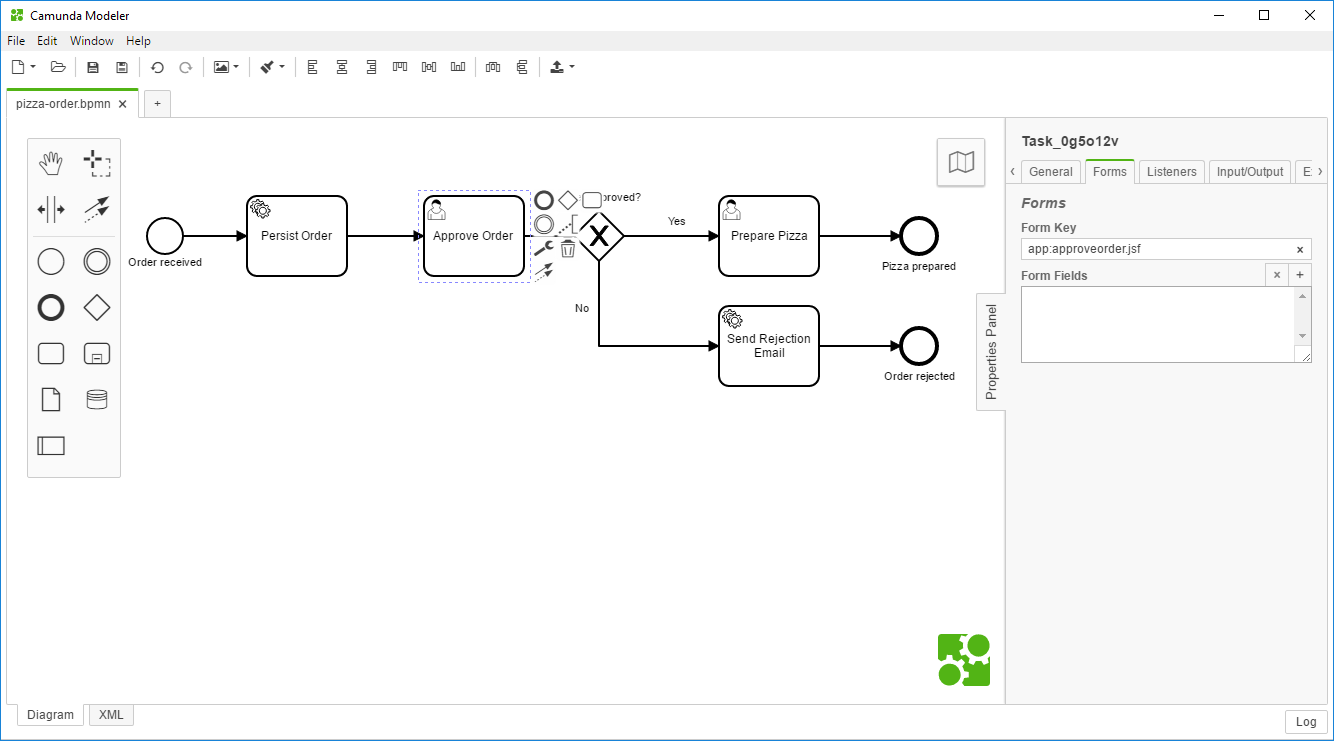 Camunda Modeler
File Edit Window Help
pizza-order.bpmn
Task_0g5o12v
General Forms Listeners Input/Output
Forms
Form Key
app:approveorder.jsf
Form Fields
Properties Panel
Order received
Persist Order
Approve Order
roved?
X
Yes
No
Prepare Pizza
Pizza prepared
Send Rejection
Email
Order rejected
Diagram XML
Log